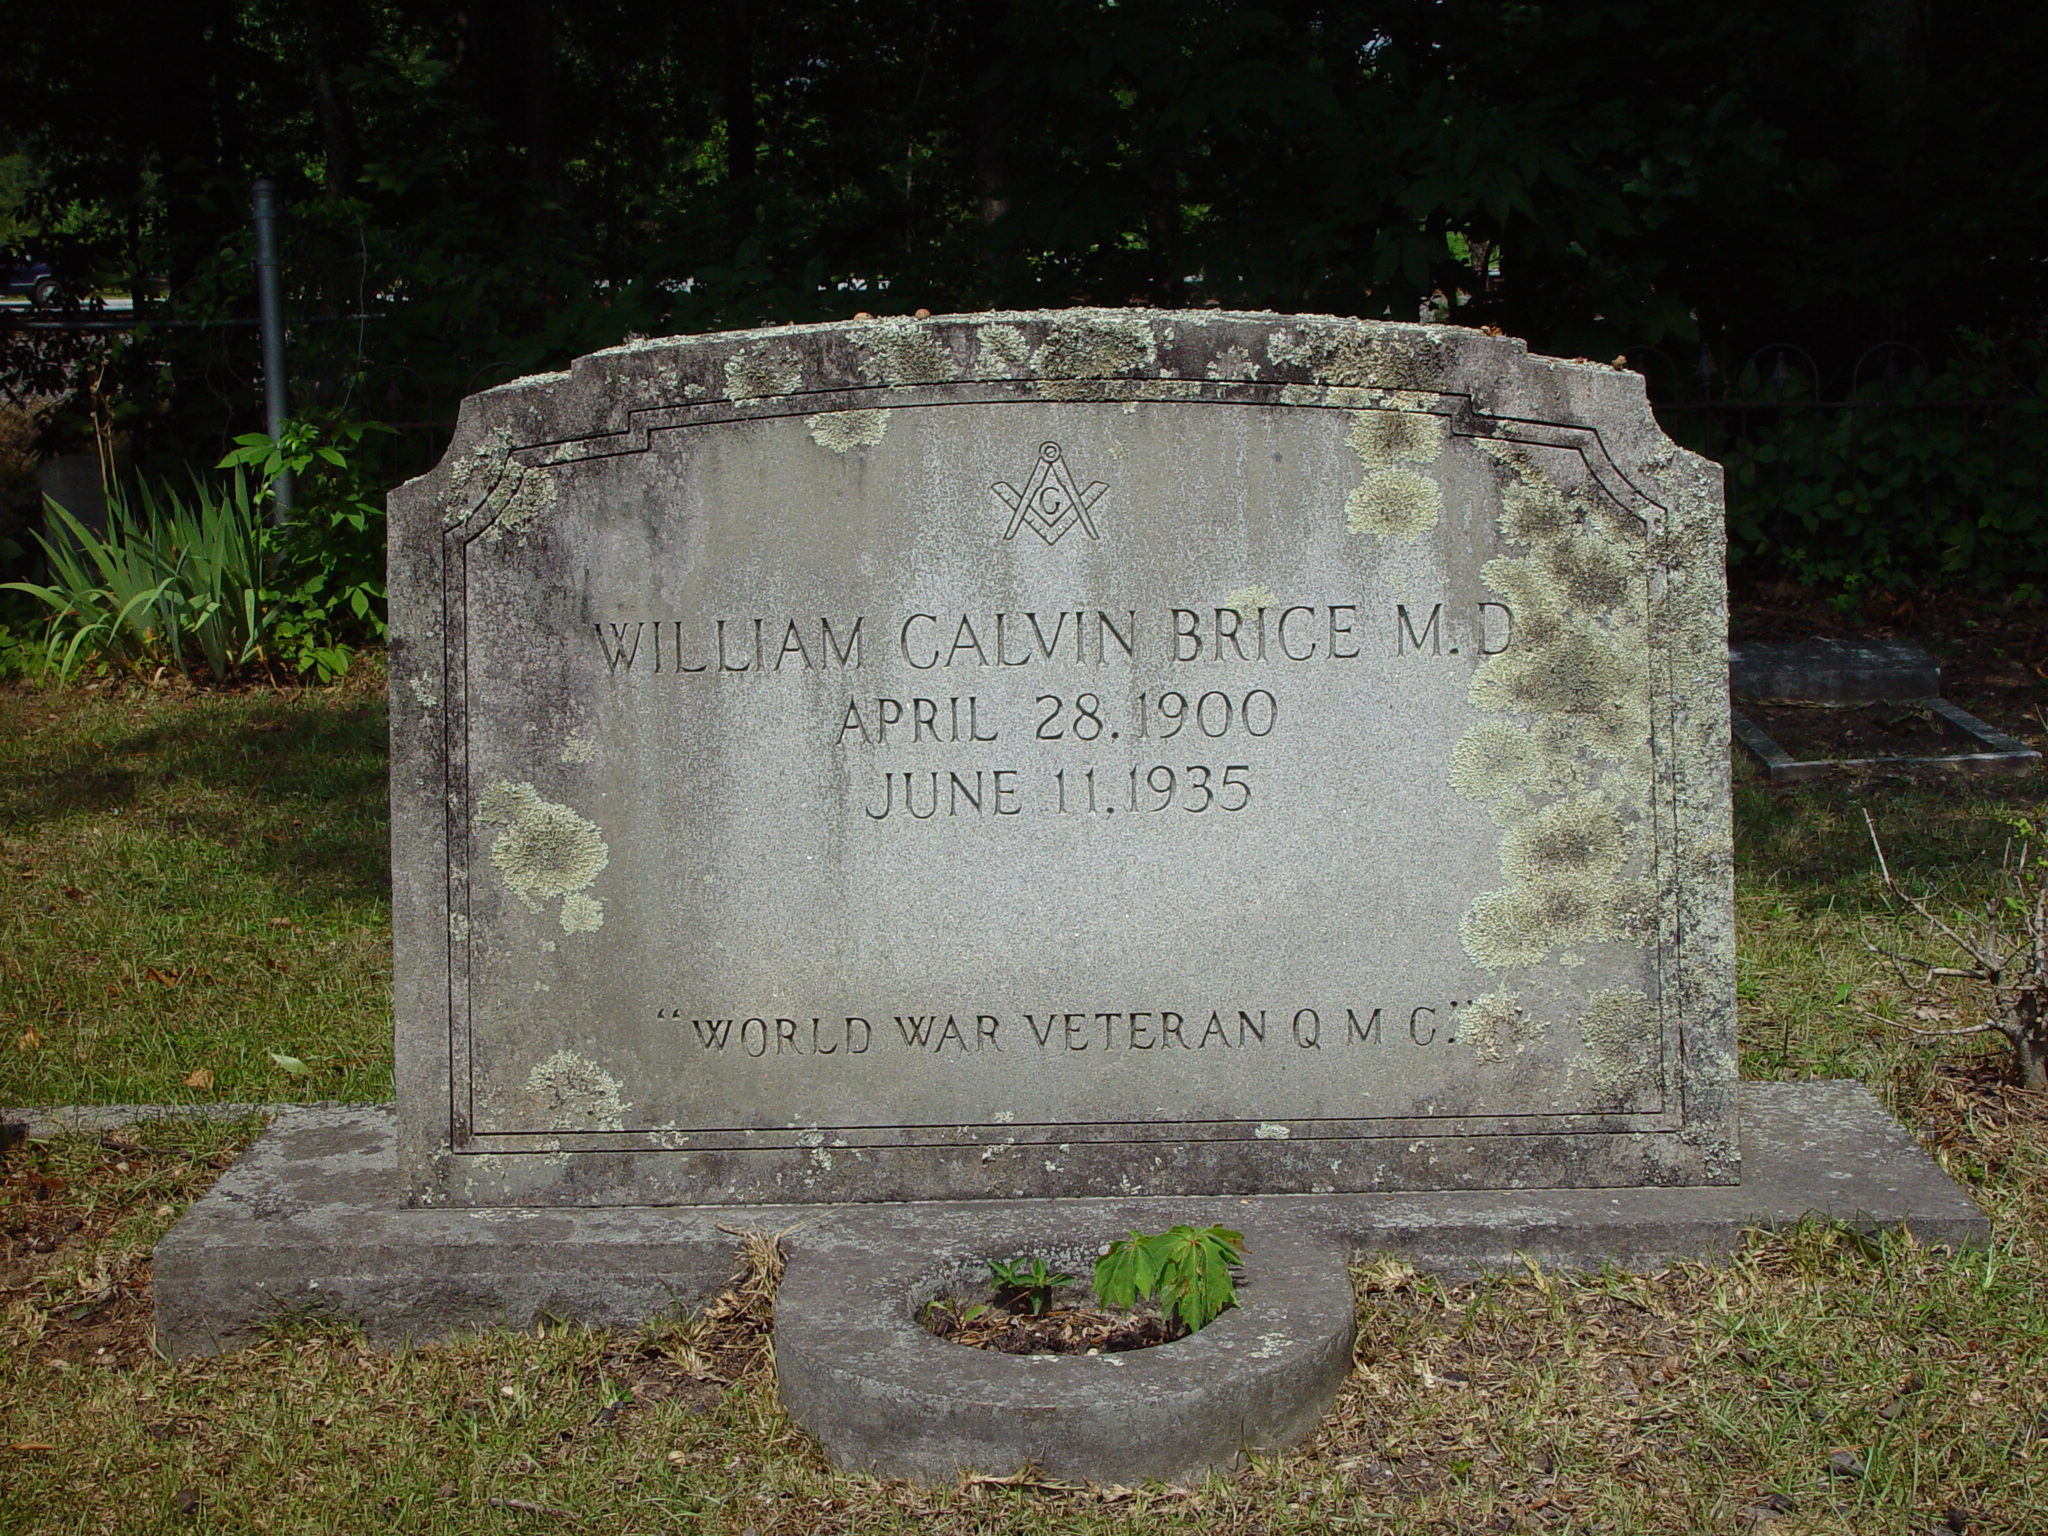 G
WILLIAM CALVIN BRICE M.D.
APRIL 28, 1900
JUNE 11, 1935
"WORLD WAR VETERAN Q M C."